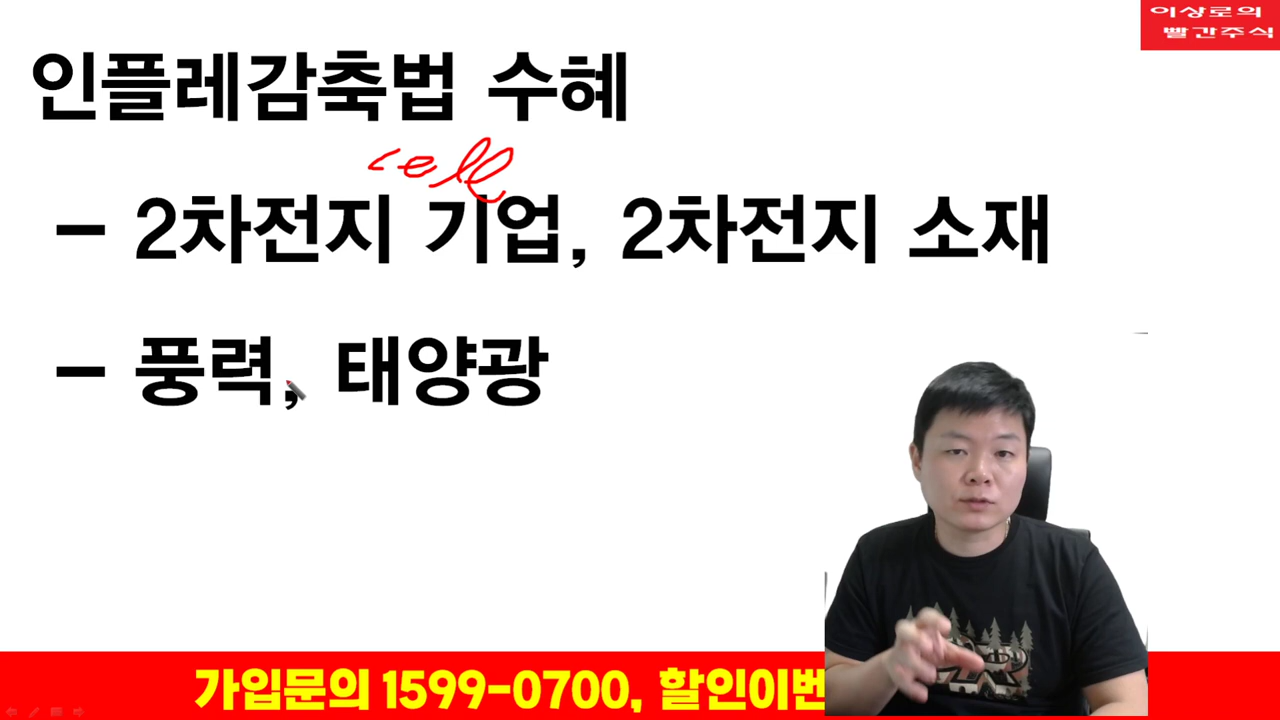 이상로의
빨간주식
인플레감축법 수혜
cell
- 2차전지 기업, 2차전지 소재
- 풍력, 태양광
가입문의 1599-0700, 할인이벤